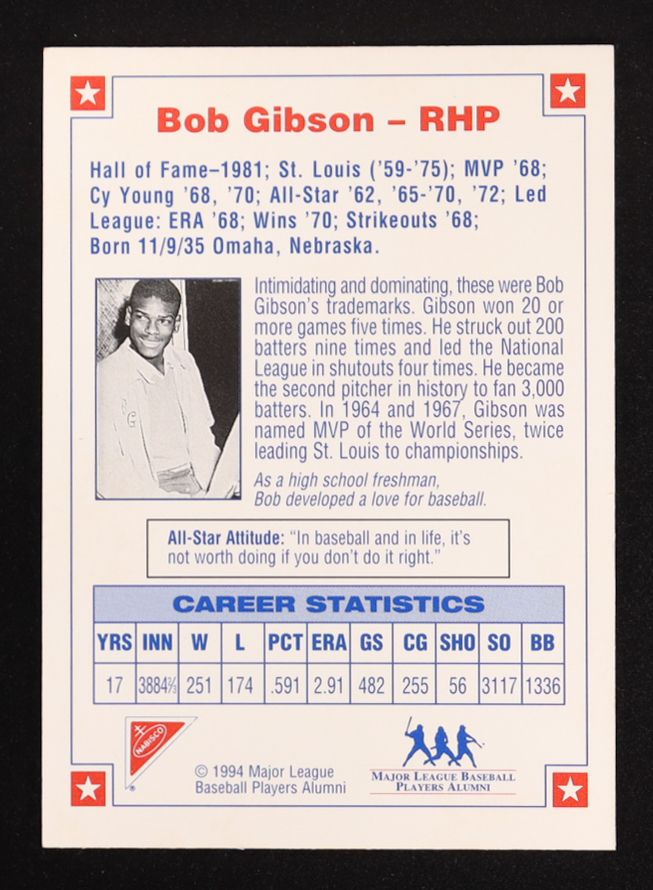 Bob Gibson – RHP
Hall of Fame–1981; St. Louis ('59-'75); MVP '68;
Cy Young '68, '70; All-Star '62, '65-'70, '72; Led
League: ERA '68; Wins '70; Strikeouts '68;
Born 11/9/35 Omaha, Nebraska.
Intimidating and dominating, these were Bob
Gibson's trademarks. Gibson won 20 or
more games five times. He struck out 200
batters nine times and led the National
League in shutouts four times. He became
the second pitcher in history to fan 3,000
batters. In 1964 and 1967, Gibson was
named MVP of the World Series, twice
leading St. Louis to championships.
As a high school freshman,
Bob developed a love for baseball.
All-Star Attitude: “In baseball and in life, it's
not worth doing if you don't do it right.”
CAREER STATISTICS
YRS INN W L PCT ERA GS CG SHO SO BB
17 3884⅓ 251 174 .591 2.91 482 255 56 3117 1336
NABISCO
®
© 1994 Major League
Baseball Players Alumni
MAJOR LEAGUE BASEBALL
PLAYERS ALUMNI